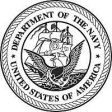 DEPARTMENT OF THE NAVY
UNITED STATES OF AMERICA